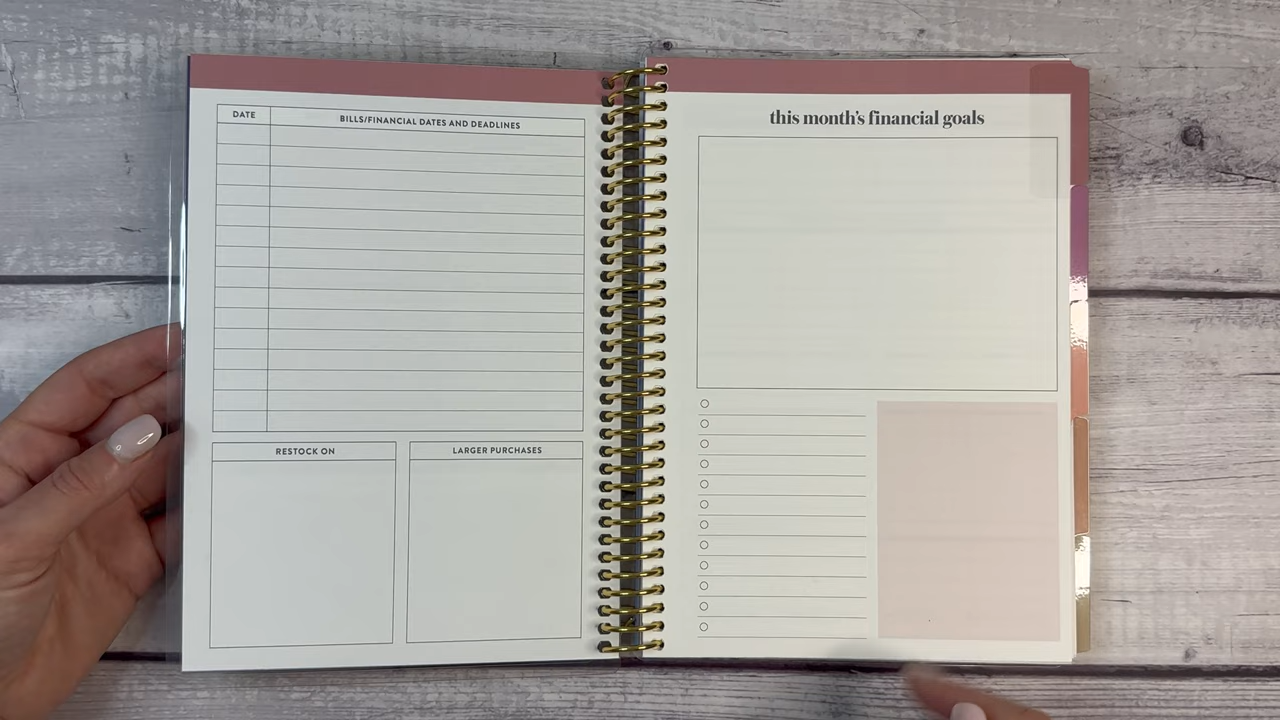 DATE
BILLS/FINANCIAL DATES AND DEADLINES
RESTOCK ON
LARGER PURCHASES
this month's financial goals